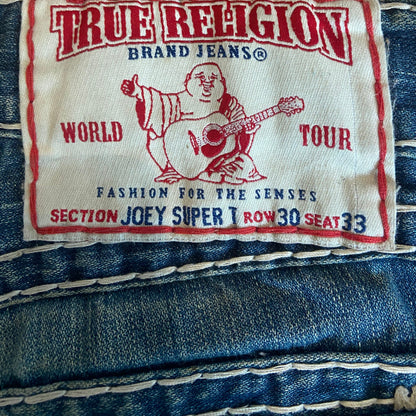 TRUE RELIGION
BRAND JEANS®
WORLD TOUR
FASHION FOR THE SENSES
SECTION JOEY SUPER T ROW 30 SEAT 33